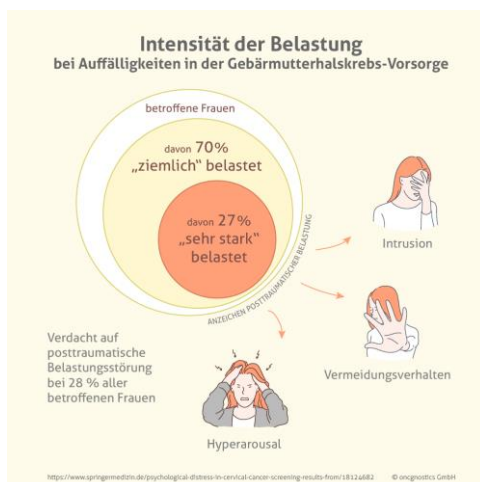 Intensität der Belastung
bei Auffälligkeiten in der Gebärmutterhalskrebs-Vorsorge
betroffene Frauen
davon 70%
„ziemlich“ belastet
davon 27%
„sehr stark“
belastet
ANZEICHEN POSTTRAUMATISCHER BELASTUNG
Intrusion
Vermeidungsverhalten
Hyperarousal
Verdacht auf
posttraumatische
Belastungsstörung
bei 28 % aller
betroffenen Frauen
https://www.springermedizin.de/psychological-distress-in-cervical-cancer-screening-results-from/18124682
© oncgnostics GmbH